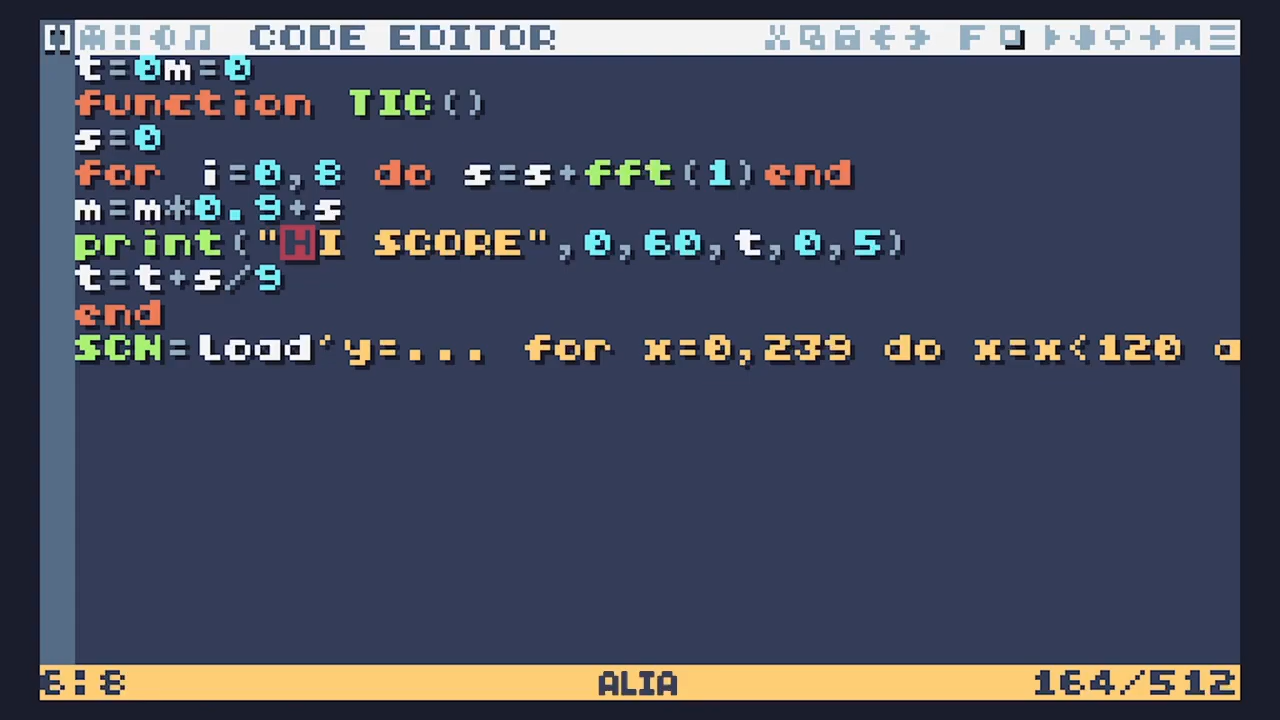 CODE EDITOR
t=0m=0
function TIC()
s=0
for i=0,8 do s=s+fft(1)end
m=m*0.9+s
print("HI SCORE",0,60,t,0,5)
t=t+s/9
end
SCN=load'y=... for x=0,239 do x=x<120 a
6:8 ALIA 164/512